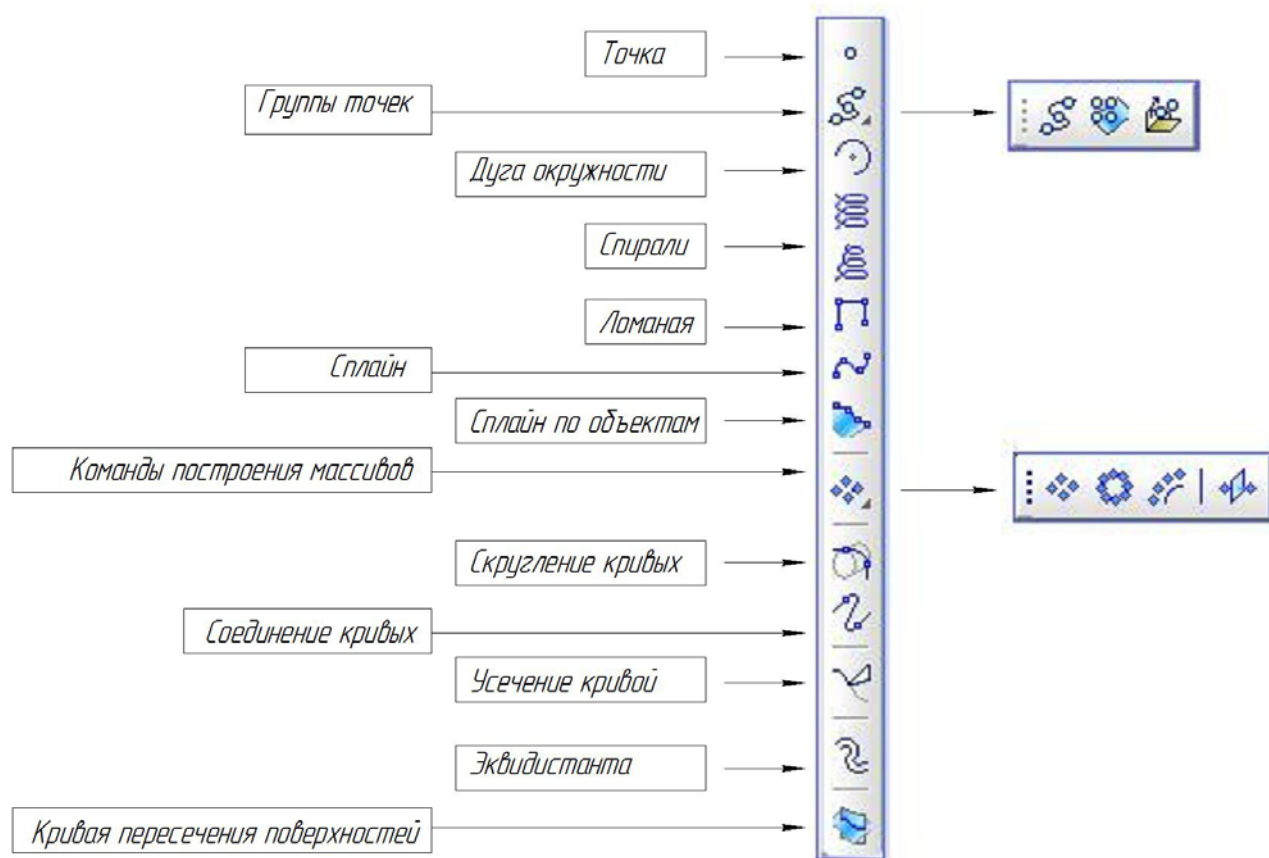 Точка
Группы точек
Дуга окружности
Спирали
Ломаная
Сплайн
Сплайн по объектам
Команды построения массивов
Скругление кривых
Соединение кривых
Усечение кривой
Эквидистанта
Кривая пересечения поверхностей